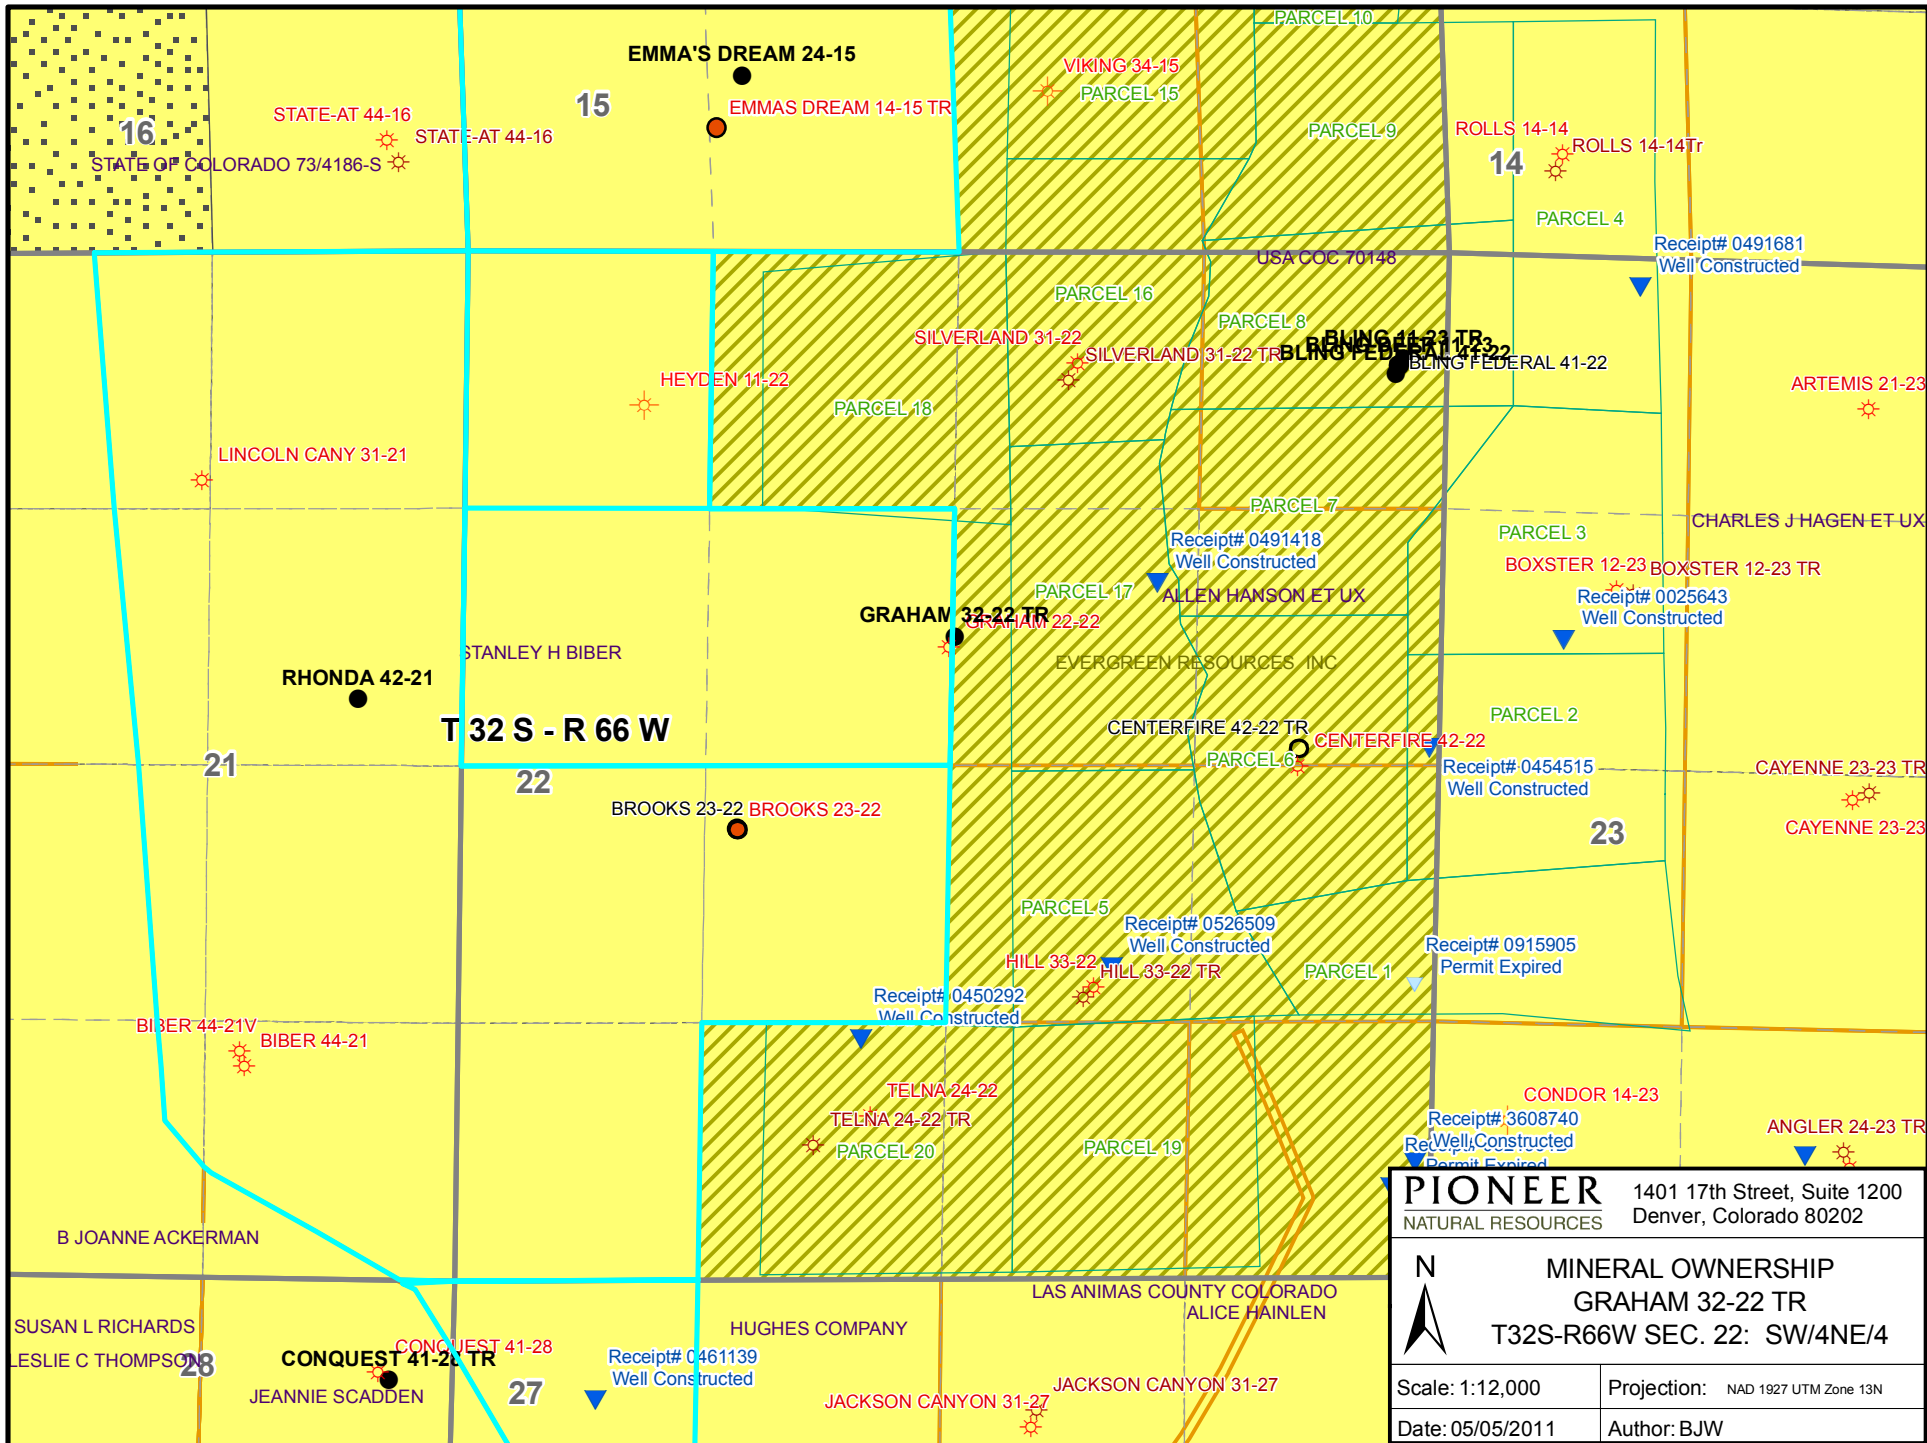 PARCEL 10
EMMA'S DREAM 24-15
VIKING 34-15
PARCEL 15
15
EMMAS DREAM 14-15 TR
STATE-AT 44-16
STATE-AT 44-16
16
STATE OF COLORADO 73/4186-S
PARCEL 9
ROLLS 14-14
ROLLS 14-14Tr
14
PARCEL 4
Receipt# 0491681
Well Constructed
USA COC 70148
PARCEL 16
PARCEL 8
SILVERLAND 31-22
SILVERLAND 31-22 TR
BLING 11-23 TR
BLING FEDERAL 41-22
BLING FEDERAL 41-22
HEYDEN 11-22
ARTEMIS 21-23
PARCEL 18
LINCOLN CANY 31-21
PARCEL 7
CHARLES J HAGEN ET UX
PARCEL 3
Receipt# 0491418
Well Constructed
BOXSTER 12-23
BOXSTER 12-23 TR
PARCEL 17
ALLEN HANSON ET UX
Receipt# 0025643
Well Constructed
GRAHAM 32-22 TR
GRAHAM 22-22
STANLEY H BIBER
EVERGREEN RESOURCES INC
RHONDA 42-21
PARCEL 2
T 32 S - R 66 W
CENTERFIRE 42-22 TR
CENTERFIRE 42-22
PARCEL 6
21
22
Receipt# 0454515
Well Constructed
CAYENNE 23-23 TR
BROOKS 23-22
BROOKS 23-22
23
CAYENNE 23-23
PARCEL 5
Receipt# 0526509
Well Constructed
Receipt# 0915905
Permit Expired
HILL 33-22
HILL 33-22 TR
PARCEL 1
Receipt# 0450292
Well Constructed
BIBER 44-21V
BIBER 44-21
TELNA 24-22
TELNA 24-22 TR
PARCEL 20
PARCEL 19
CONDOR 14-23
Receipt# 3608740
Well Constructed
Permit Expired
ANGLER 24-23 TR
B JOANNE ACKERMAN
LAS ANIMAS COUNTY COLORADO
ALICE HAINLEN
SUSAN L RICHARDS
HUGHES COMPANY
LESLIE C THOMPSON
28
CONQUEST 41-28
CONQUEST 41-28 TR
JEANNIE SCADDEN
27
Receipt# 0461139
Well Constructed
JACKSON CANYON 31-27
JACKSON CANYON 31-27
PIONEER
NATURAL RESOURCES
1401 17th Street, Suite 1200
Denver, Colorado 80202
N
MINERAL OWNERSHIP
GRAHAM 32-22 TR
T32S-R66W SEC. 22: SW/4NE/4
Scale: 1:12,000
Projection: NAD 1927 UTM Zone 13N
Date: 05/05/2011
Author: BJW